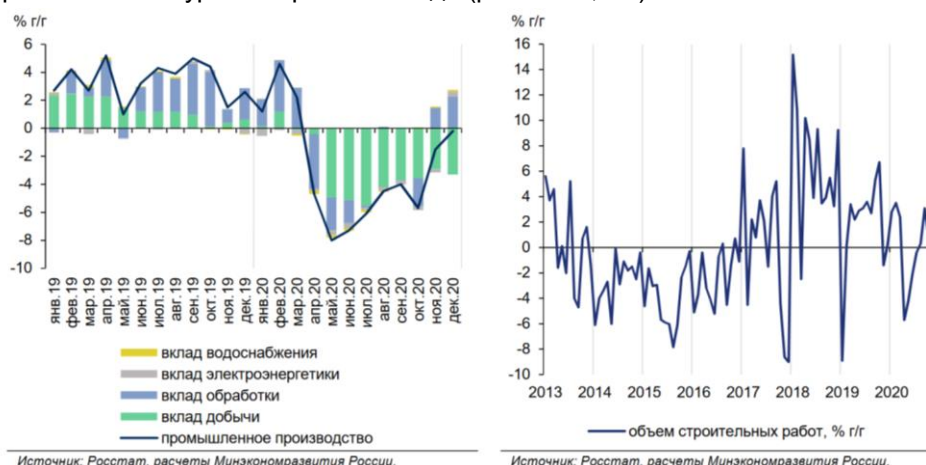 % г/г
6
4
2
0
-2
-4
-6
-8
-10
янв.19
фев.19
мар.19
апр.19
май.19
июн.19
июл.19
авг.19
сен.19
окт.19
ноя.19
дек.19
янв.20
фев.20
мар.20
апр.20
май.20
июн.20
июл.20
авг.20
сен.20
окт.20
ноя.20
дек.20
вклад водоснабжения
вклад электроэнергетики
вклад обработки
вклад добычи
промышленное производство
Источник: Росстат, расчеты Минэкономразвития России.
% г/г
16
14
12
10
8
6
4
2
0
-2
-4
-6
-8
-10
2013 2014 2015 2016 2017 2018 2019 2020
объем строительных работ, % г/г
Источник: Росстат, расчеты Минэкономразвития России.